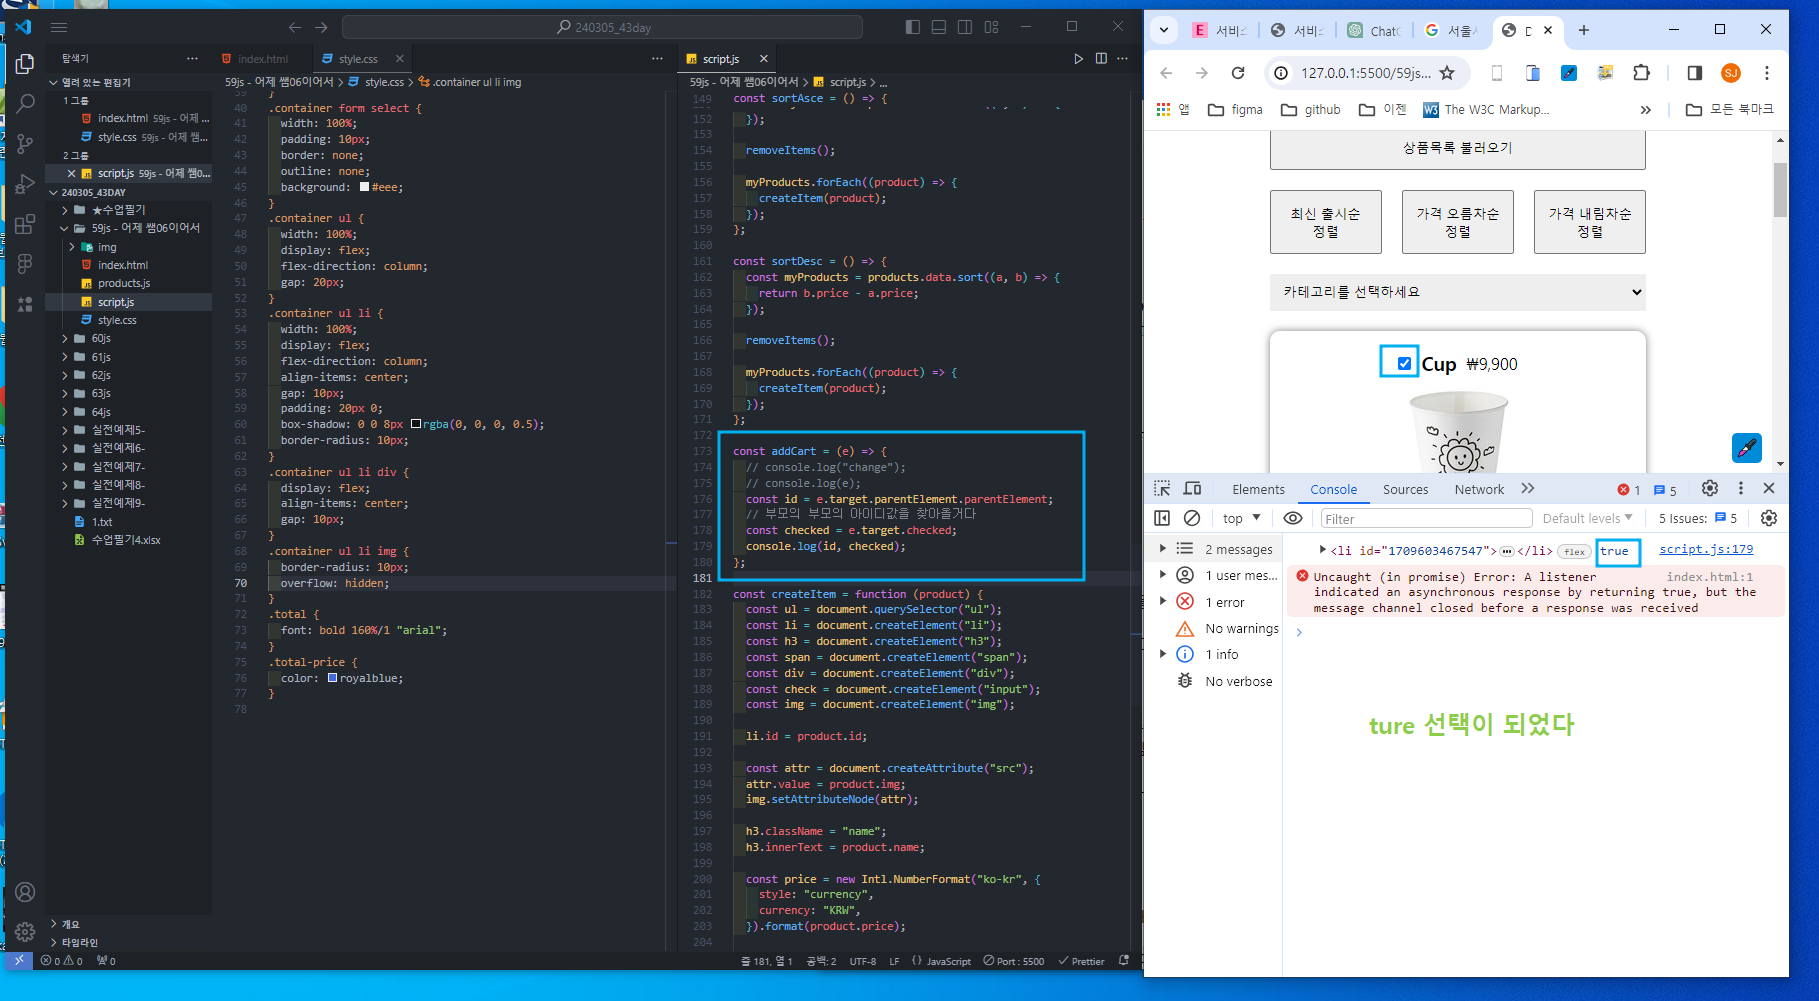 240305_43day
탐색기
열려 있는 편집기
1 그룹
index.html 59js - 어제 ...
style.css 59js - 어제 쌤...
2 그룹
script.js 59js - 어제 쌤0...
240305_43DAY
★수업필기
59js - 어제 쌤06이어서
img
index.html
products.js
script.js
style.css
60js
61js
62js
63js
64js
실전예제5-
실전예제6-
실전예제7-
실전예제8-
실전예제9-
1.txt
수업필기4.xlsx
개요
타임라인
index.html
style.css
59js - 어제 쌤06이어서 > style.css > .container ul li img
39 }
40 .container form select {
41 width: 100%;
42 padding: 10px;
43 border: none;
44 outline: none;
45 background: #eee;
46 }
47 .container ul {
48 width: 100%;
49 display: flex;
50 flex-direction: column;
51 gap: 20px;
52 }
53 .container ul li {
54 width: 100%;
55 display: flex;
56 flex-direction: column;
57 align-items: center;
58 gap: 10px;
59 padding: 20px 0;
60 box-shadow: 0 0 8px rgba(0, 0, 0, 0.5);
61 border-radius: 10px;
62 }
63 .container ul li div {
64 display: flex;
65 align-items: center;
66 gap: 10px;
67 }
68 .container ul li img {
69 border-radius: 10px;
70 overflow: hidden;
71 }
72 .total {
73 font: bold 160%/1 "arial";
74 }
75 .total-price {
76 color: royalblue;
77 }
78
script.js
59js - 어제 쌤06이어서 > script.js > ...
149 const sortAsce = () => {
152 });
153
154 removeItems();
155
156 myProducts.forEach((product) => {
157 createItem(product);
158 });
159 };
160
161 const sortDesc = () => {
162 const myProducts = products.data.sort((a, b) => {
163 return b.price - a.price;
164 });
165
166 removeItems();
167
168 myProducts.forEach((product) => {
169 createItem(product);
170 });
171 };
172
173 const addCart = (e) => {
174 // console.log("change");
175 // console.log(e);
176 const id = e.target.parentElement.parentElement;
177 // 부모의 부모의 아이디값을 찾아올거다
178 const checked = e.target.checked;
179 console.log(id, checked);
180 };
181
182 const createItem = function (product) {
183 const ul = document.querySelector("ul");
184 const li = document.createElement("li");
185 const h3 = document.createElement("h3");
186 const span = document.createElement("span");
187 const div = document.createElement("div");
188 const check = document.createElement("input");
189 const img = document.createElement("img");
190
191 li.id = product.id;
192
193 const attr = document.createAttribute("src");
194 attr.value = product.img;
195 img.setAttributeNode(attr);
196
197 h3.className = "name";
198 h3.innerText = product.name;
199
200 const price = new Intl.NumberFormat("ko-kr", {
201 style: "currency",
202 currency: "KRW",
203 }).format(product.price);
204
0 0 0
줄 181, 열 1 공백: 2 UTF-8 LF {} JavaScript Port : 5500 Prettier
서비스 서비스 ChatG 서울시 D
127.0.0.1:5500/59js...
SJ
앱 figma github 이젠 The W3C Markup... » 모든 북마크
상품목록 불러오기
최신 출시순 정렬
가격 오름차순 정렬
가격 내림차순 정렬
카테고리를 선택하세요
Cup ₩9,900
Elements Console Sources Network » 1 5
top Filter Default levels 5 Issues: 5
2 messages
1 user mes...
1 error
No warnings
1 info
No verbose
<li id="1709603467547">…</li> flex true script.js:179
Uncaught (in promise) Error: A listener index.html:1
indicated an asynchronous response by returning true, but the
message channel closed before a response was received
ture 선택이 되었다